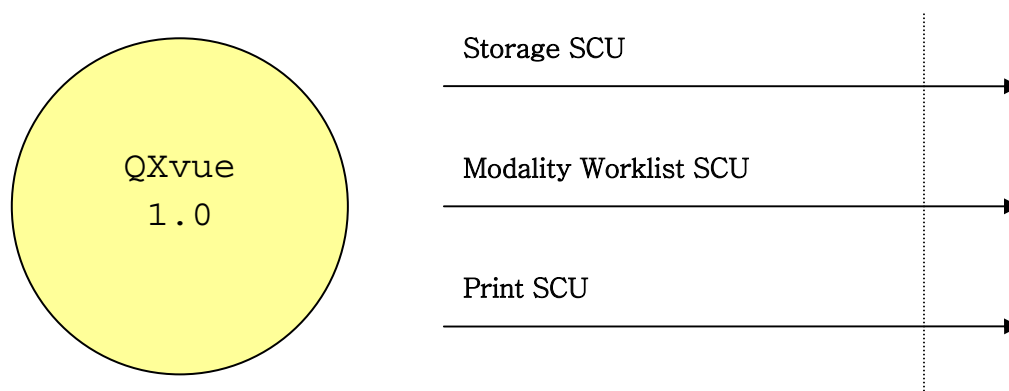 QXvue
1.0
Storage SCU
Modality Worklist SCU
Print SCU